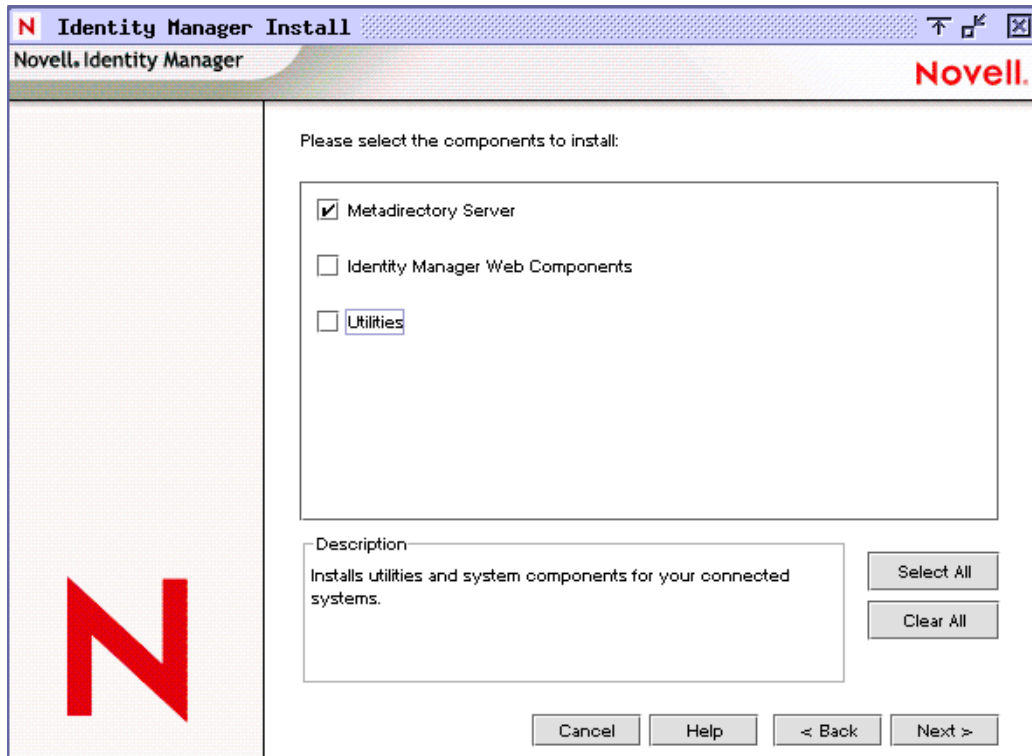 N Identity Manager Install
Novell. Identity Manager
Novell.
Please select the components to install:
Metadirectory Server
Identity Manager Web Components
Utilities
Description
Installs utilities and system components for your connected
systems.
Select All
Clear All
N
Cancel Help < Back Next >